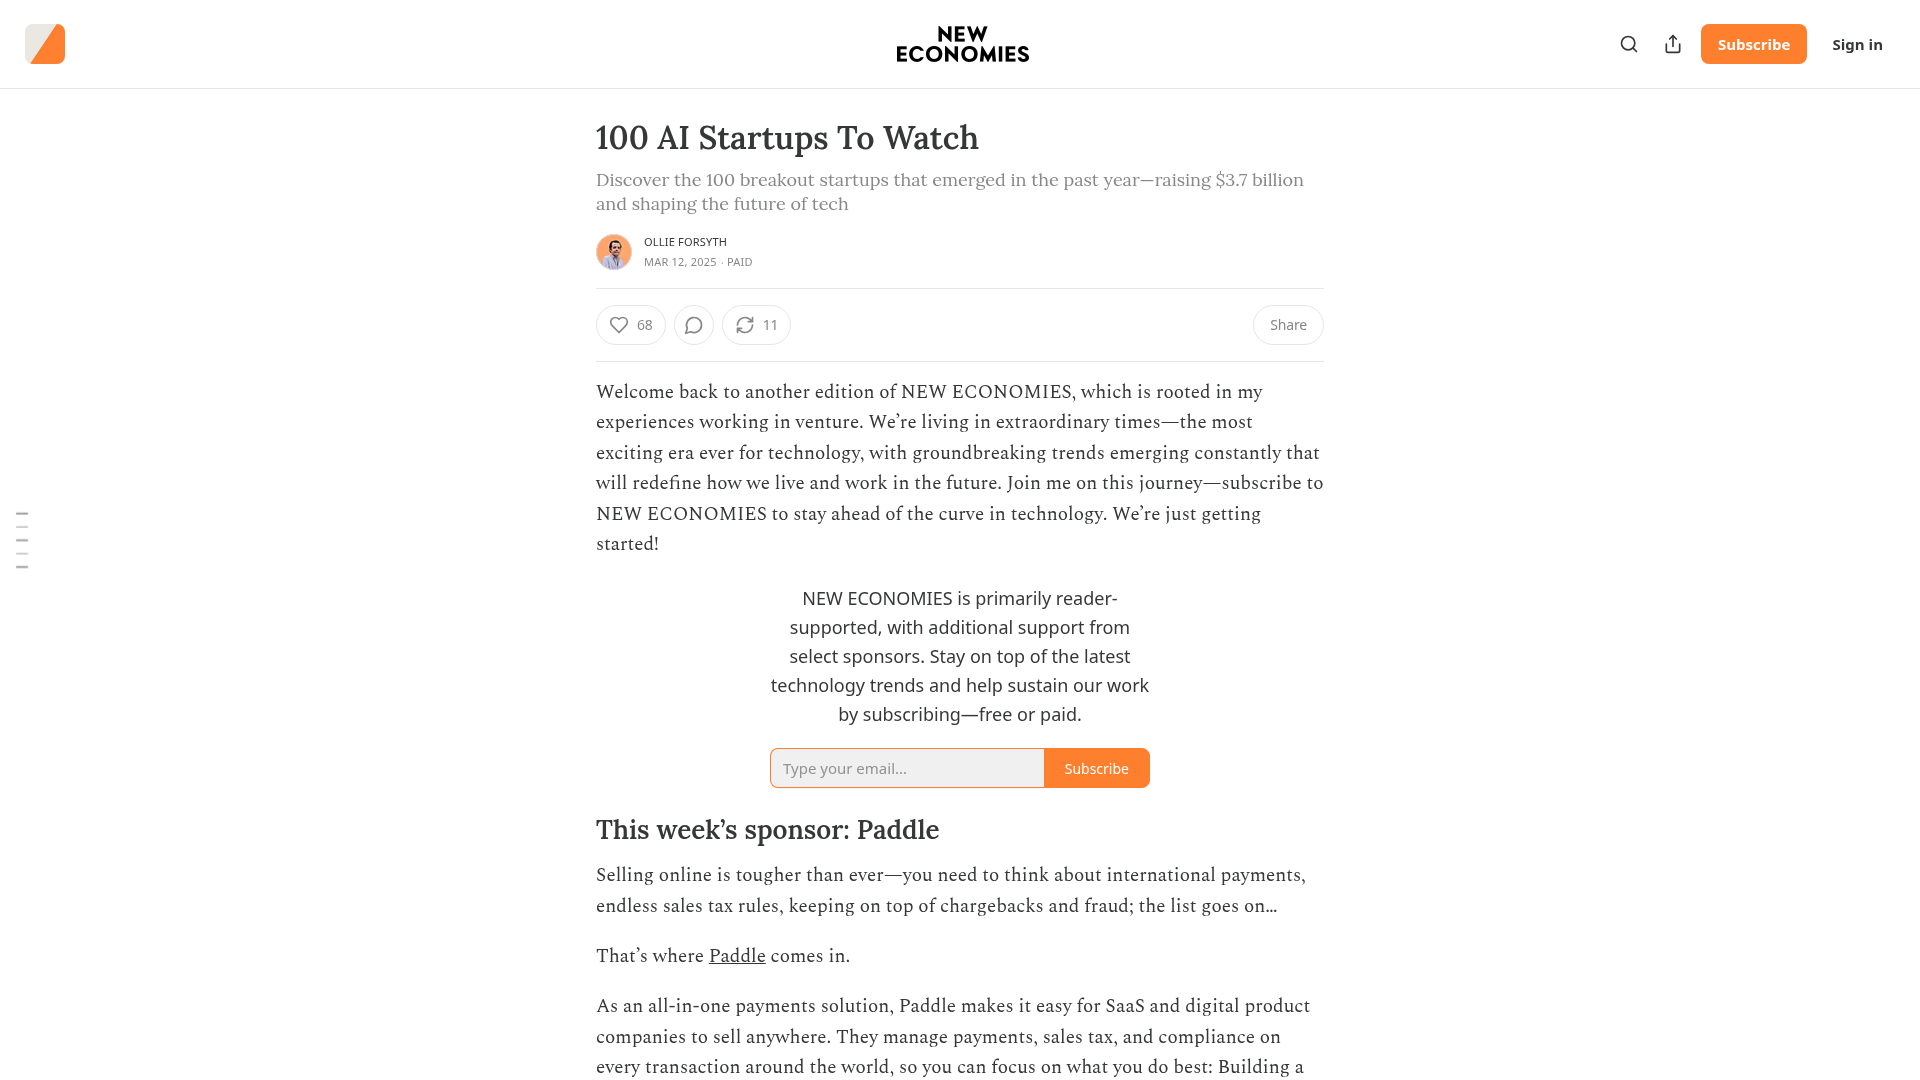 NEW
ECONOMIES
Subscribe
Sign in
100 AI Startups To Watch
Discover the 100 breakout startups that emerged in the past year—raising $3.7 billion
and shaping the future of tech
OLLIE FORSYTH
MAR 12, 2025 · PAID
68
11
Share
Welcome back to another edition of NEW ECONOMIES, which is rooted in my
experiences working in venture. We’re living in extraordinary times—the most
exciting era ever for technology, with groundbreaking trends emerging constantly that
will redefine how we live and work in the future. Join me on this journey—subscribe to
NEW ECONOMIES to stay ahead of the curve in technology. We’re just getting
started!
NEW ECONOMIES is primarily reader-
supported, with additional support from
select sponsors. Stay on top of the latest
technology trends and help sustain our work
by subscribing—free or paid.
Type your email...
Subscribe
This week’s sponsor: Paddle
Selling online is tougher than ever—you need to think about international payments,
endless sales tax rules, keeping on top of chargebacks and fraud; the list goes on…
That’s where Paddle comes in.
As an all-in-one payments solution, Paddle makes it easy for SaaS and digital product
companies to sell anywhere. They manage payments, sales tax, and compliance on
every transaction around the world, so you can focus on what you do best: Building a